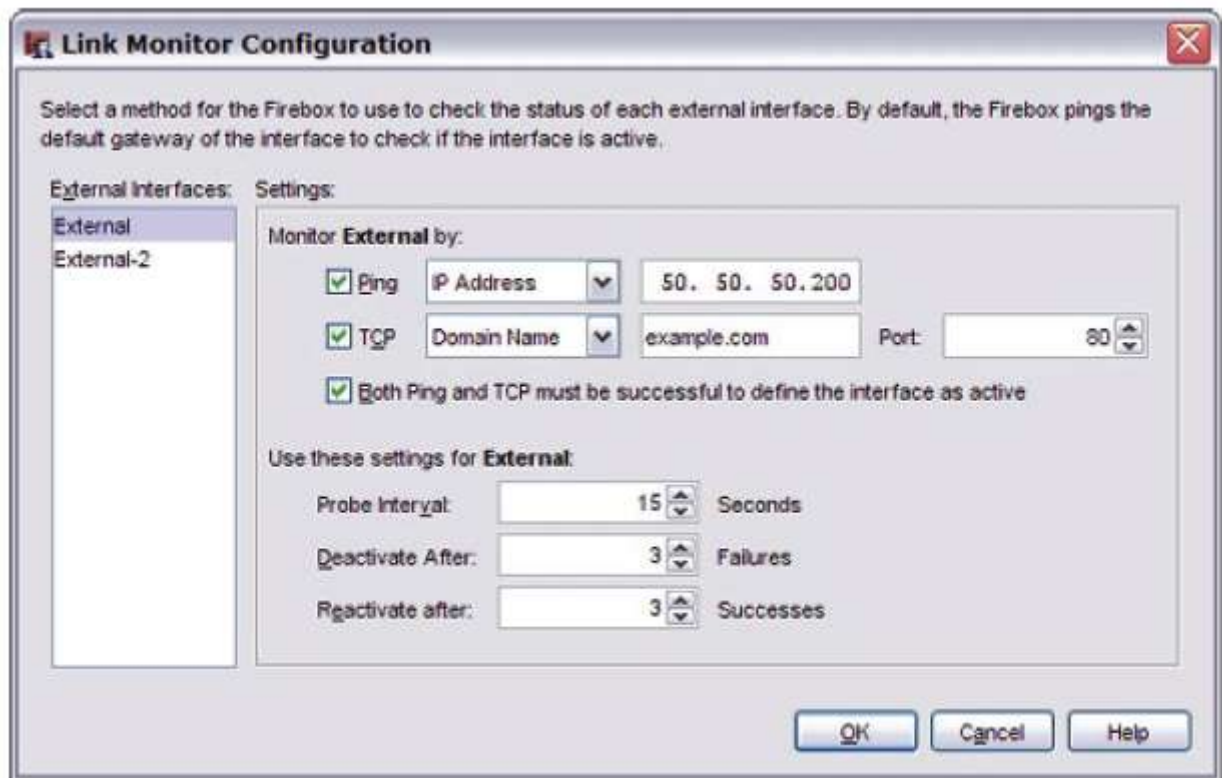 Link Monitor Configuration
Select a method for the Firebox to use to check the status of each external interface. By default, the Firebox pings the
default gateway of the interface to check if the interface is active.
External Interfaces: Settings:
External
External-2
Monitor External by:
Ping IP Address 50. 50. 50.200
TCP Domain Name example.com Port: 80
Both Ping and TCP must be successful to define the interface as active
Use these settings for External:
Probe Interval: 15 Seconds
Deactivate After: 3 Failures
Reactivate after: 3 Successes
OK Cancel Help